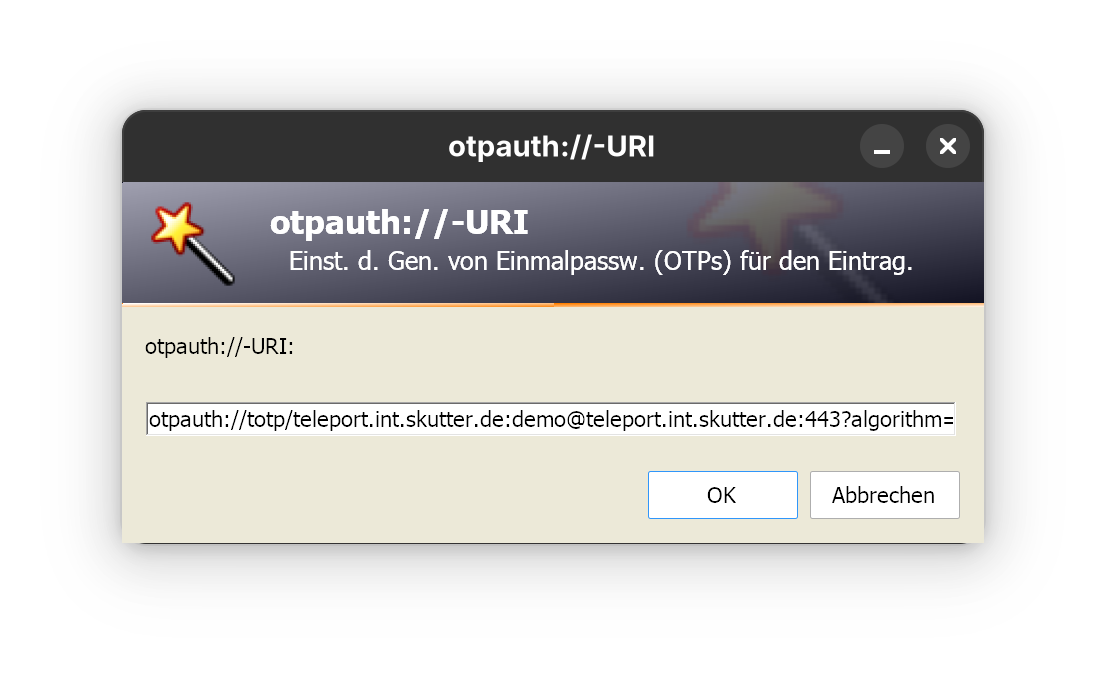 otpauth://-URI
otpauth://-URI
Einst. d. Gen. von Einmalpassw. (OTPs) für den Eintrag.
otpauth://-URI:
otpauth://totp/teleport.int.skutter.de:demo@teleport.int.skutter.de:443?algorithm=
OK
Abbrechen